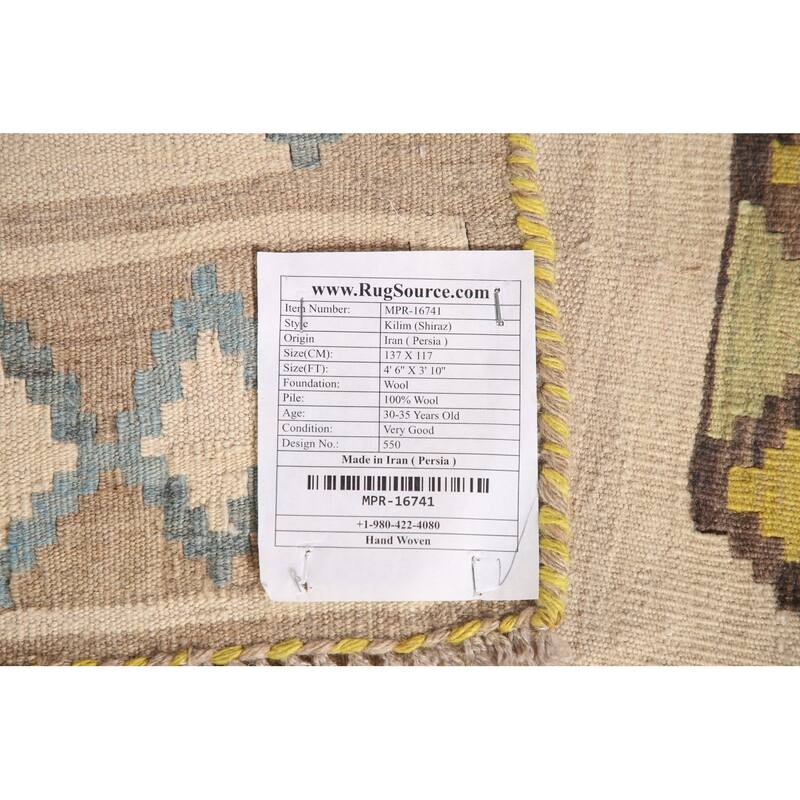 www.RugSource.com
Item Number: MPR-16741
Style Kilim (Shiraz)
Origin Iran ( Persia )
Size(CM): 137 X 117
Size(FT): 4' 6" X 3' 10"
Foundation: Wool
Pile: 100% Wool
Age: 30-35 Years Old
Condition: Very Good
Design No.: 550
Made in Iran ( Persia )
MPR-16741
+1-980-422-4080
Hand Woven